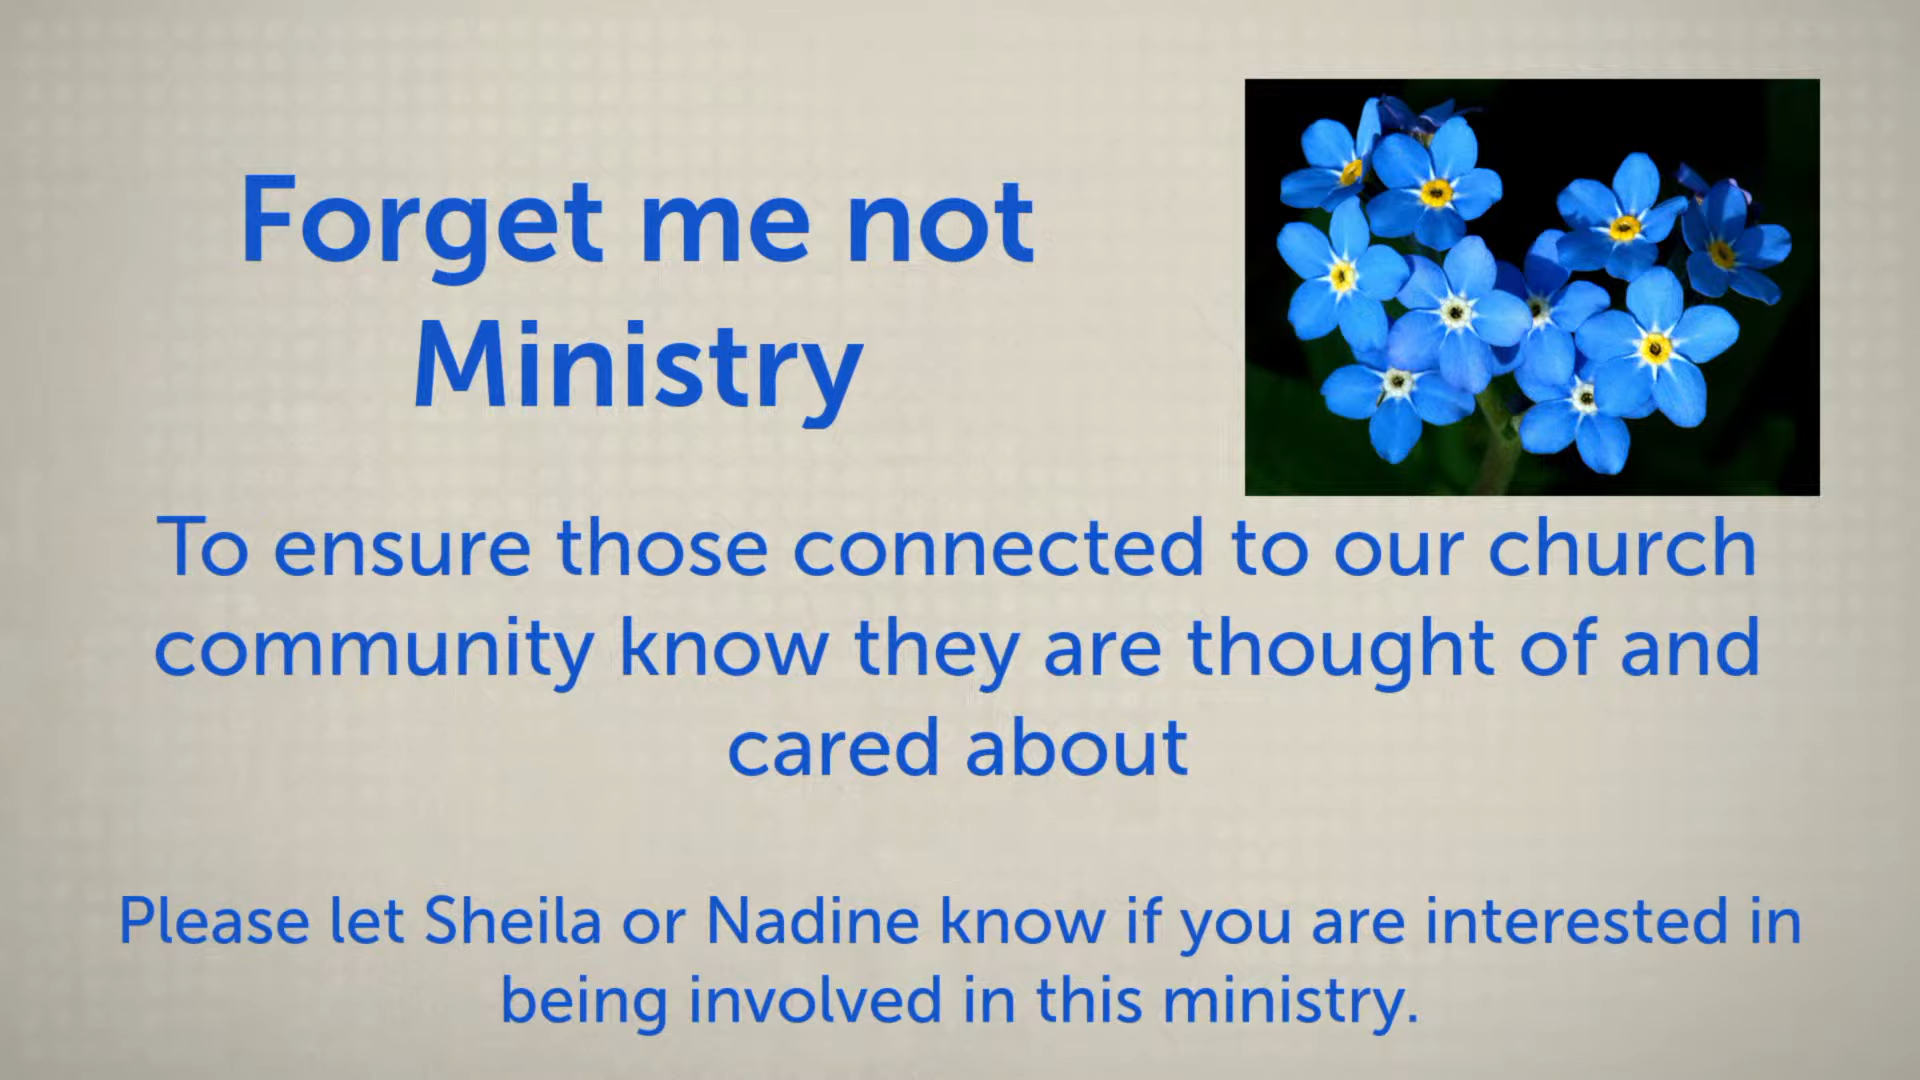 Forget me not
Ministry
To ensure those connected to our church
community know they are thought of and
cared about
Please let Sheila or Nadine know if you are interested in
being involved in this ministry.